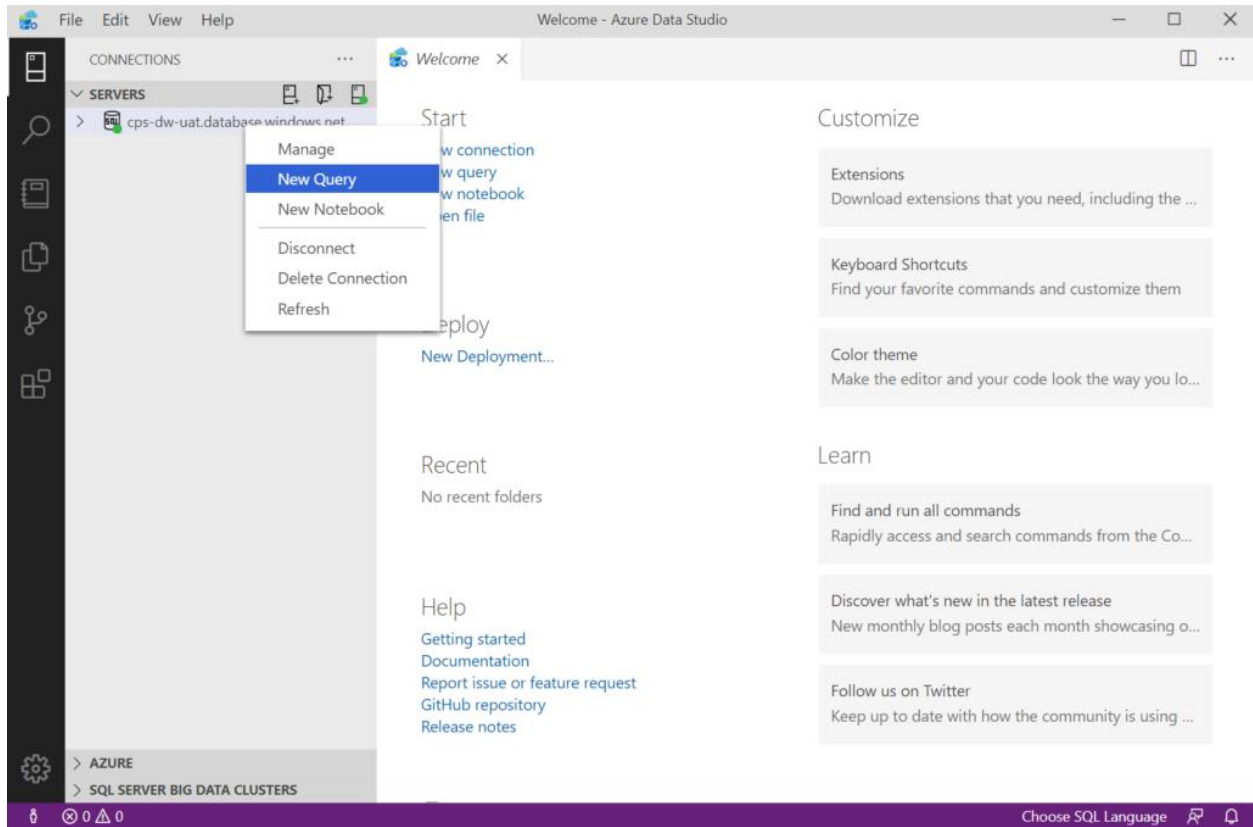 File Edit View Help
Welcome - Azure Data Studio
CONNECTIONS
SERVERS
cps-dw-uat.database.windows.net
Manage
New Query
New Notebook
Disconnect
Delete Connection
Refresh
Welcome
Start
w connection
w query
w notebook
en file
eploy
New Deployment...
Recent
No recent folders
Help
Getting started
Documentation
Report issue or feature request
GitHub repository
Release notes
Customize
Extensions
Download extensions that you need, including the ...
Keyboard Shortcuts
Find your favorite commands and customize them
Color theme
Make the editor and your code look the way you lo...
Learn
Find and run all commands
Rapidly access and search commands from the Co...
Discover what's new in the latest release
New monthly blog posts each month showcasing o...
Follow us on Twitter
Keep up to date with how the community is using ...
AZURE
SQL SERVER BIG DATA CLUSTERS
0 0
Choose SQL Language